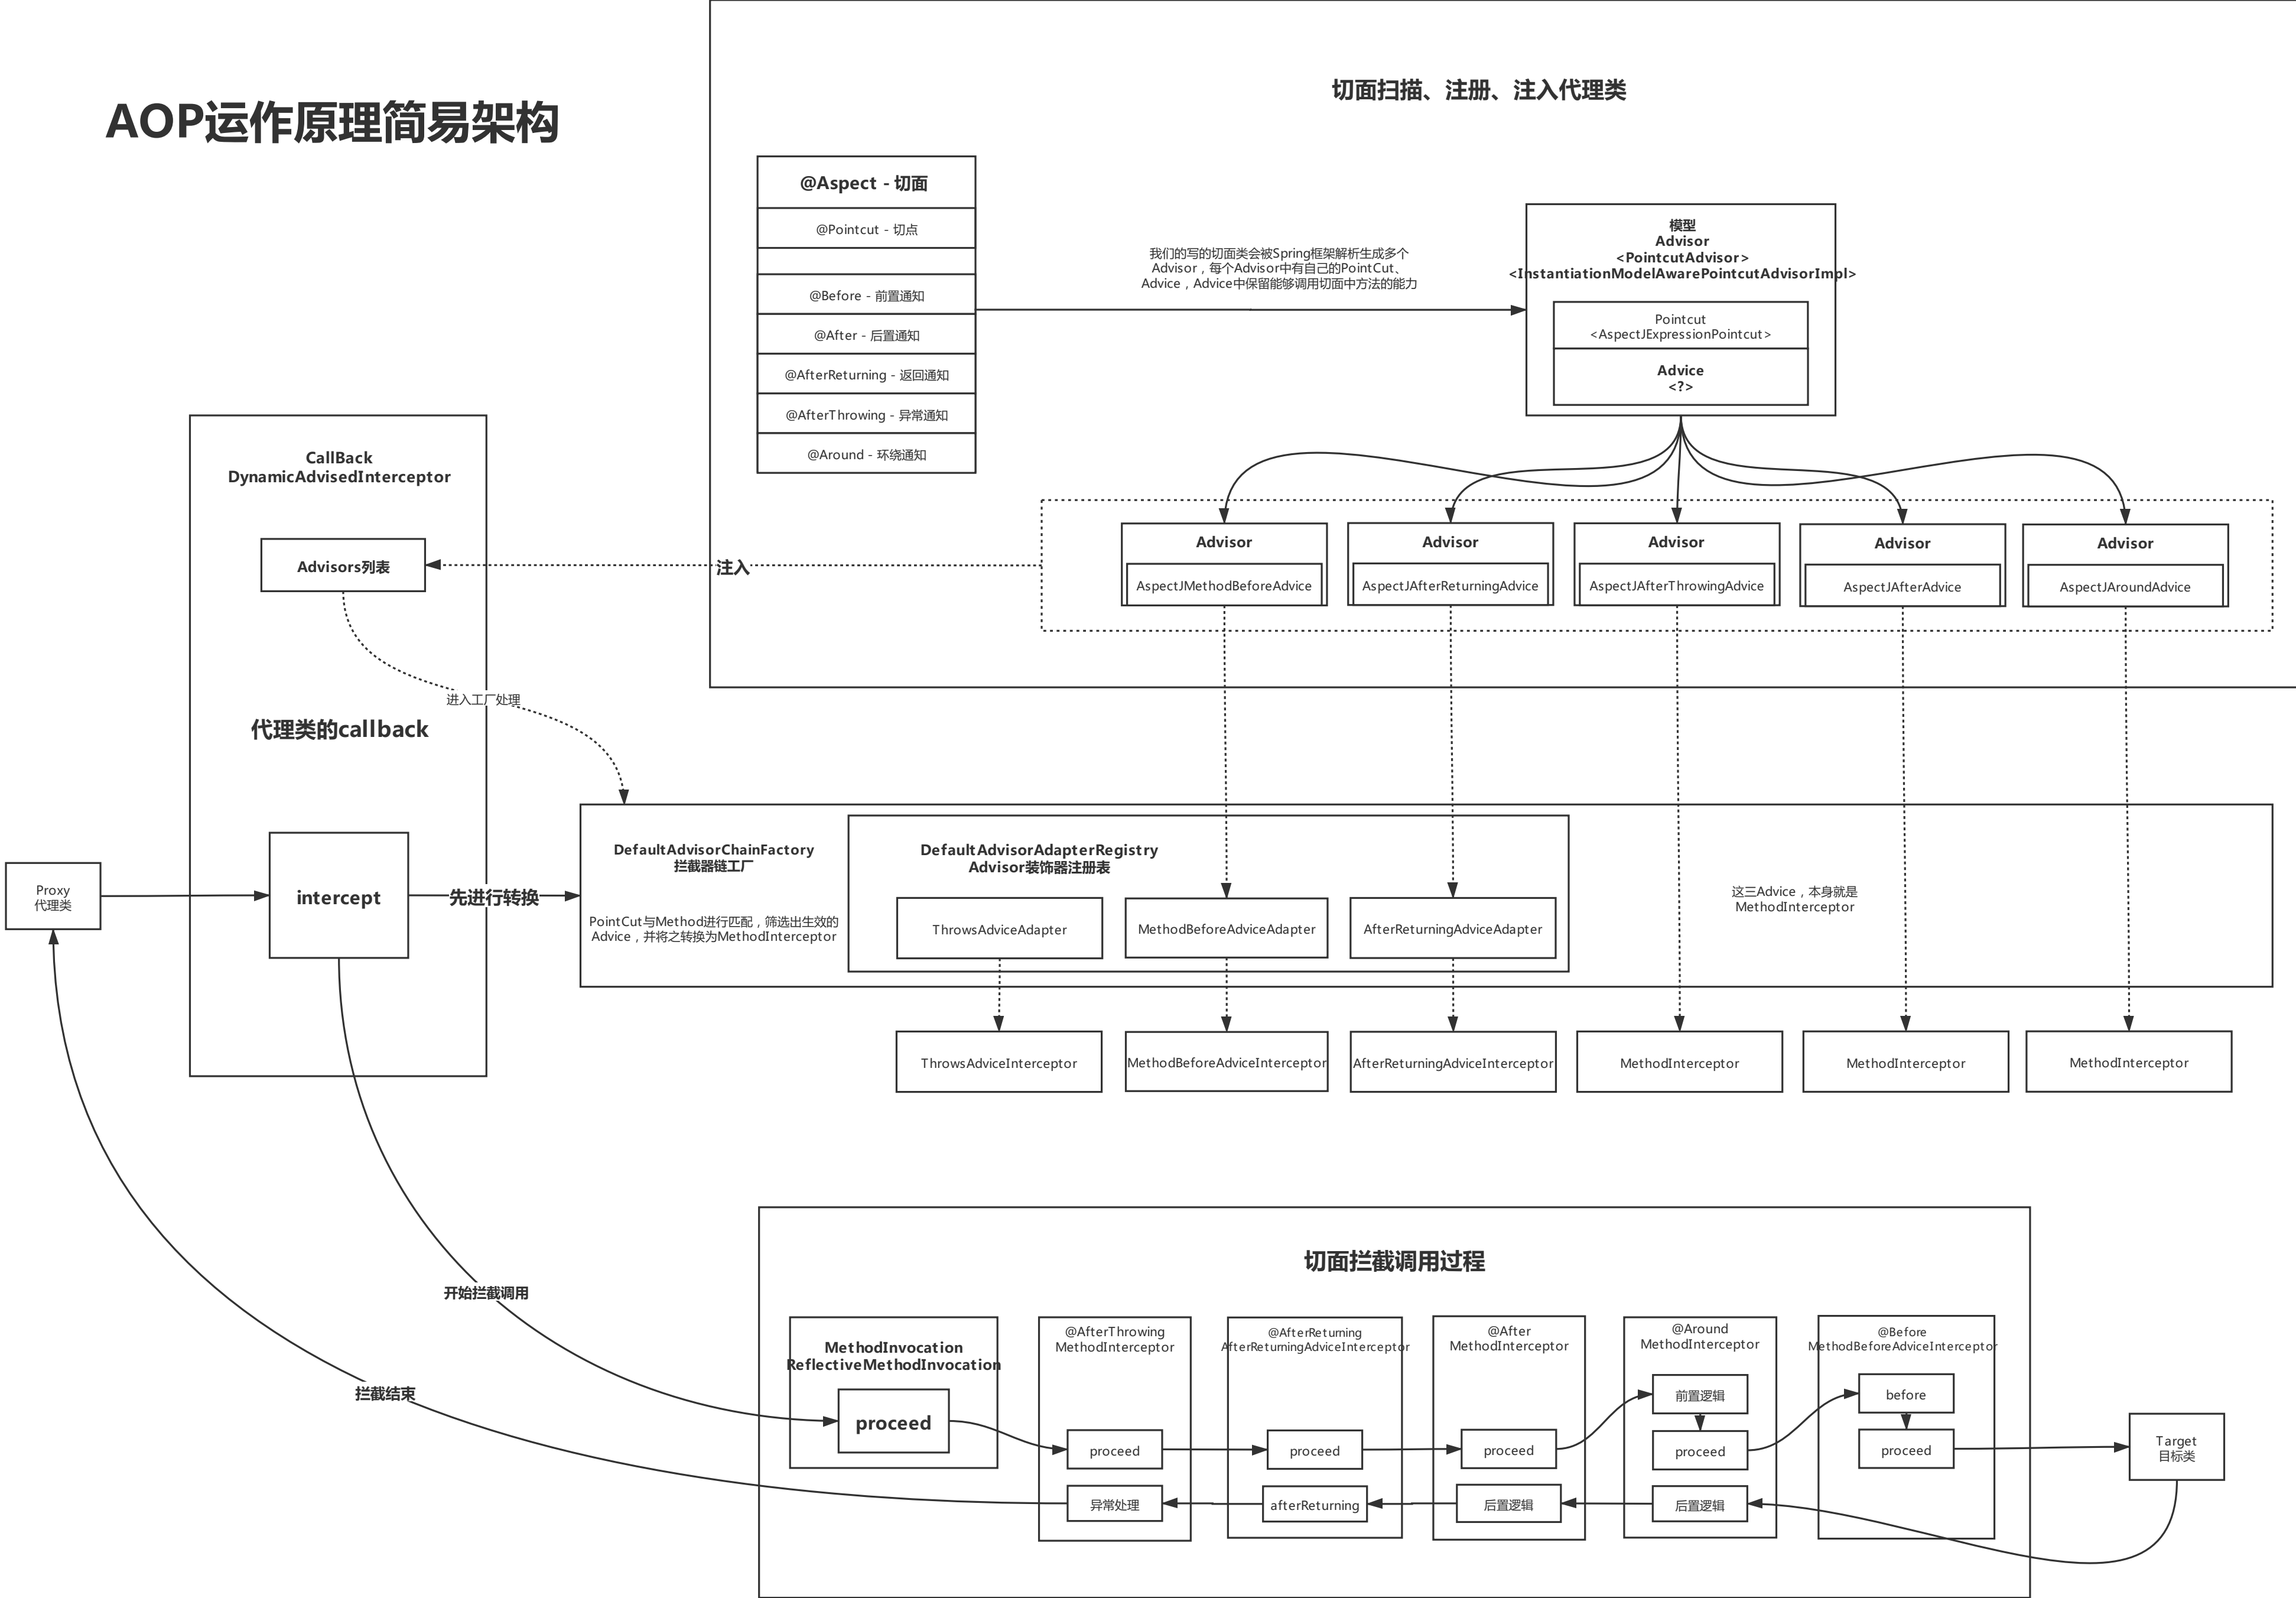 AOP运作原理简易架构
切面扫描、注册、注入代理类
@Aspect - 切面
@Pointcut - 切点
@Before - 前置通知
@After - 后置通知
@AfterReturning - 返回通知
@AfterThrowing - 异常通知
@Around - 环绕通知
我们的写的切面类会被Spring框架解析生成多个
Advisor，每个Advisor中有自己的PointCut、
Advice，Advice中保留能够调用切面中方法的能力
模型
Advisor
<PointcutAdvisor>
<InstantiationModelAwarePointcutAdvisorImpl>
Pointcut
<AspectJExpressionPointcut>
Advice
<?>
Advisor
AspectJMethodBeforeAdvice
Advisor
AspectJAfterReturningAdvice
Advisor
AspectJAfterThrowingAdvice
Advisor
AspectJAfterAdvice
Advisor
AspectJAroundAdvice
注入
CallBack
DynamicAdvisedInterceptor
Advisors列表
进入工厂处理
代理类的callback
Proxy
代理类
intercept
先进行转换
DefaultAdvisorChainFactory
拦截器链工厂
PointCut与Method进行匹配，筛选出生效的
Advice，并将之转换为MethodInterceptor
DefaultAdvisorAdapterRegistry
Advisor装饰器注册表
ThrowsAdviceAdapter
MethodBeforeAdviceAdapter
AfterReturningAdviceAdapter
这三Advice，本身就是
MethodInterceptor
ThrowsAdviceInterceptor
MethodBeforeAdviceInterceptor
AfterReturningAdviceInterceptor
MethodInterceptor
MethodInterceptor
MethodInterceptor
开始拦截调用
拦截结束
切面拦截调用过程
MethodInvocation
ReflectiveMethodInvocation
proceed
@AfterThrowing
MethodInterceptor
proceed
异常处理
@AfterReturning
AfterReturningAdviceInterceptor
proceed
afterReturning
@After
MethodInterceptor
proceed
后置逻辑
@Around
MethodInterceptor
前置逻辑
proceed
后置逻辑
@Before
MethodBeforeAdviceInterceptor
before
proceed
Target
目标类